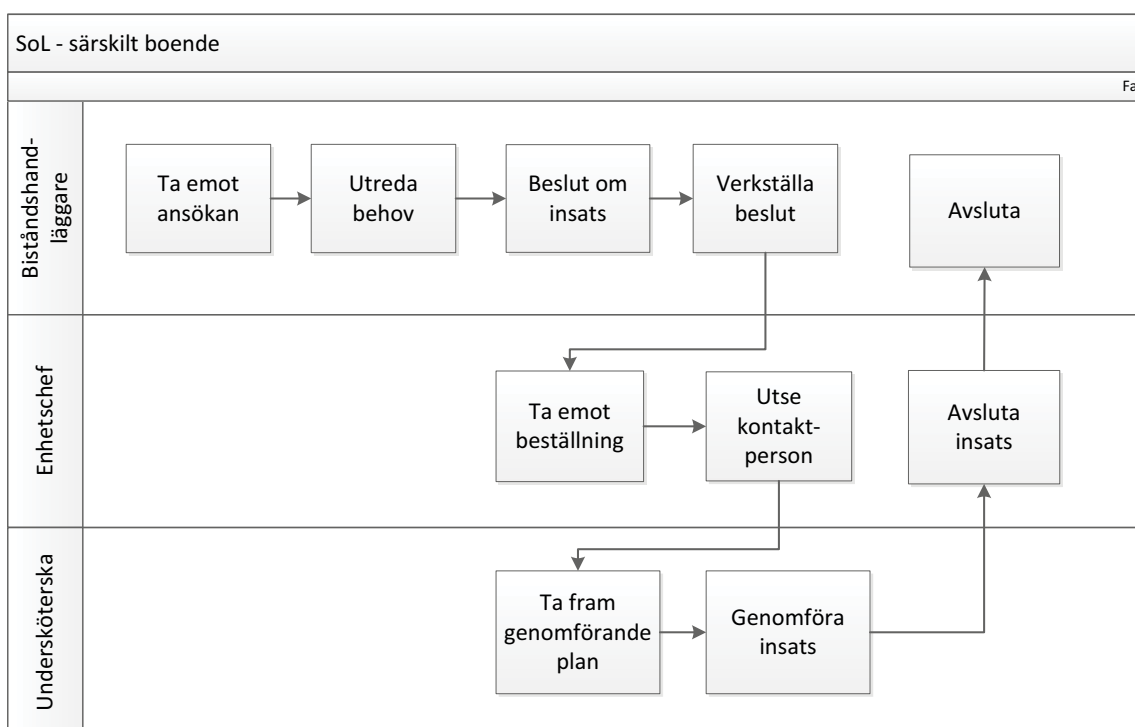 SoL - särskilt boende
Fa
Biståndshand-
läggare
Ta emot
ansökan
Utreda
behov
Beslut om
insats
Verkställa
beslut
Avsluta
Enhetschef
Ta emot
beställning
Utse
kontakt-
person
Avsluta
insats
Undersköterska
Ta fram
genomförande
plan
Genomföra
insats